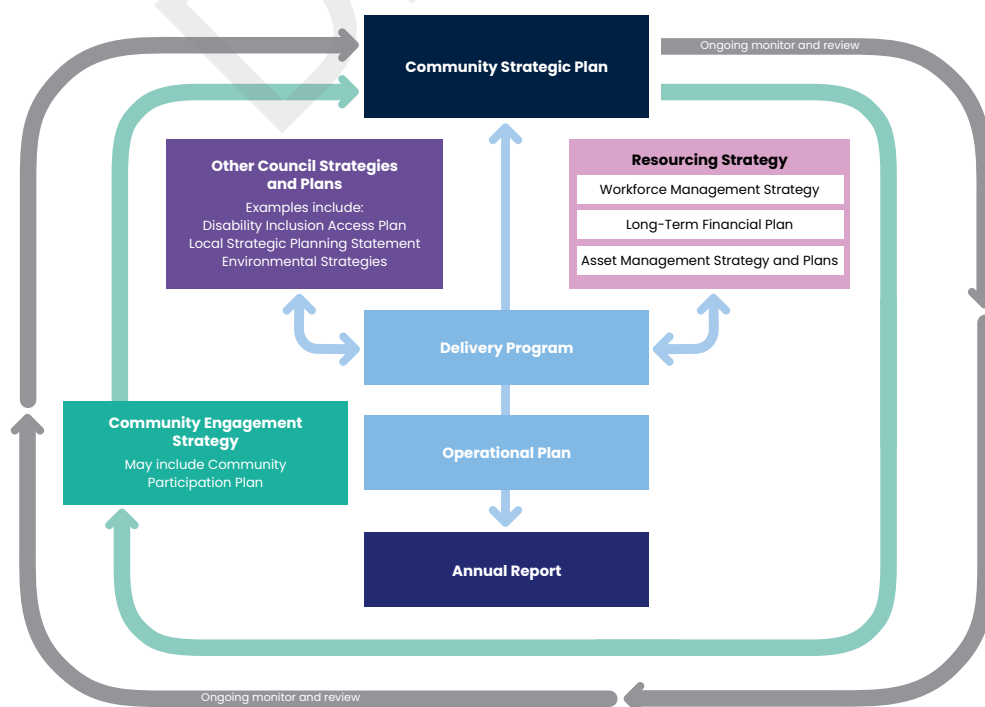 Community Strategic Plan
Ongoing monitor and review
Other Council Strategies
and Plans
Examples include:
Disability Inclusion Access Plan
Local Strategic Planning Statement
Environmental Strategies
Resourcing Strategy
Workforce Management Strategy
Long-Term Financial Plan
Asset Management Strategy and Plans
Delivery Program
Community Engagement
Strategy
May include Community
Participation Plan
Operational Plan
Annual Report
Ongoing monitor and review